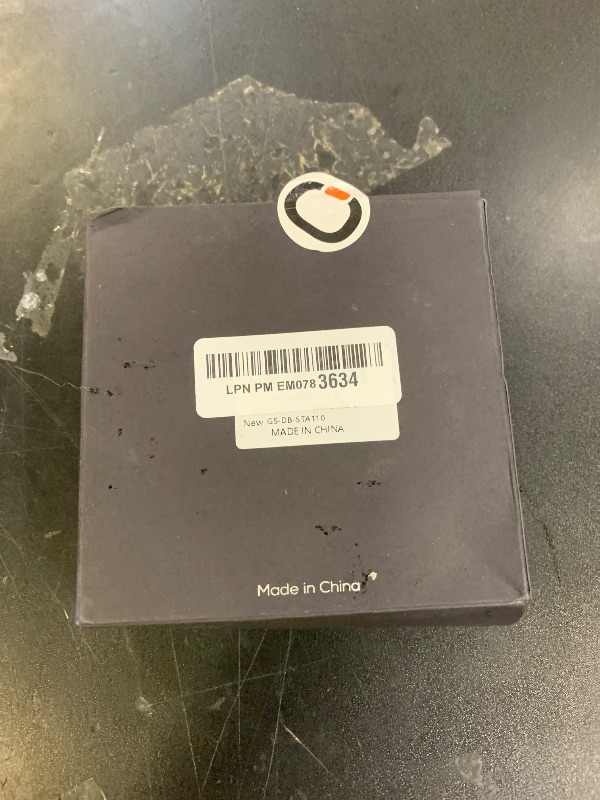 LPN PM EM078 3634
New GS-DB-STA110
MADE IN CHINA
Made in China